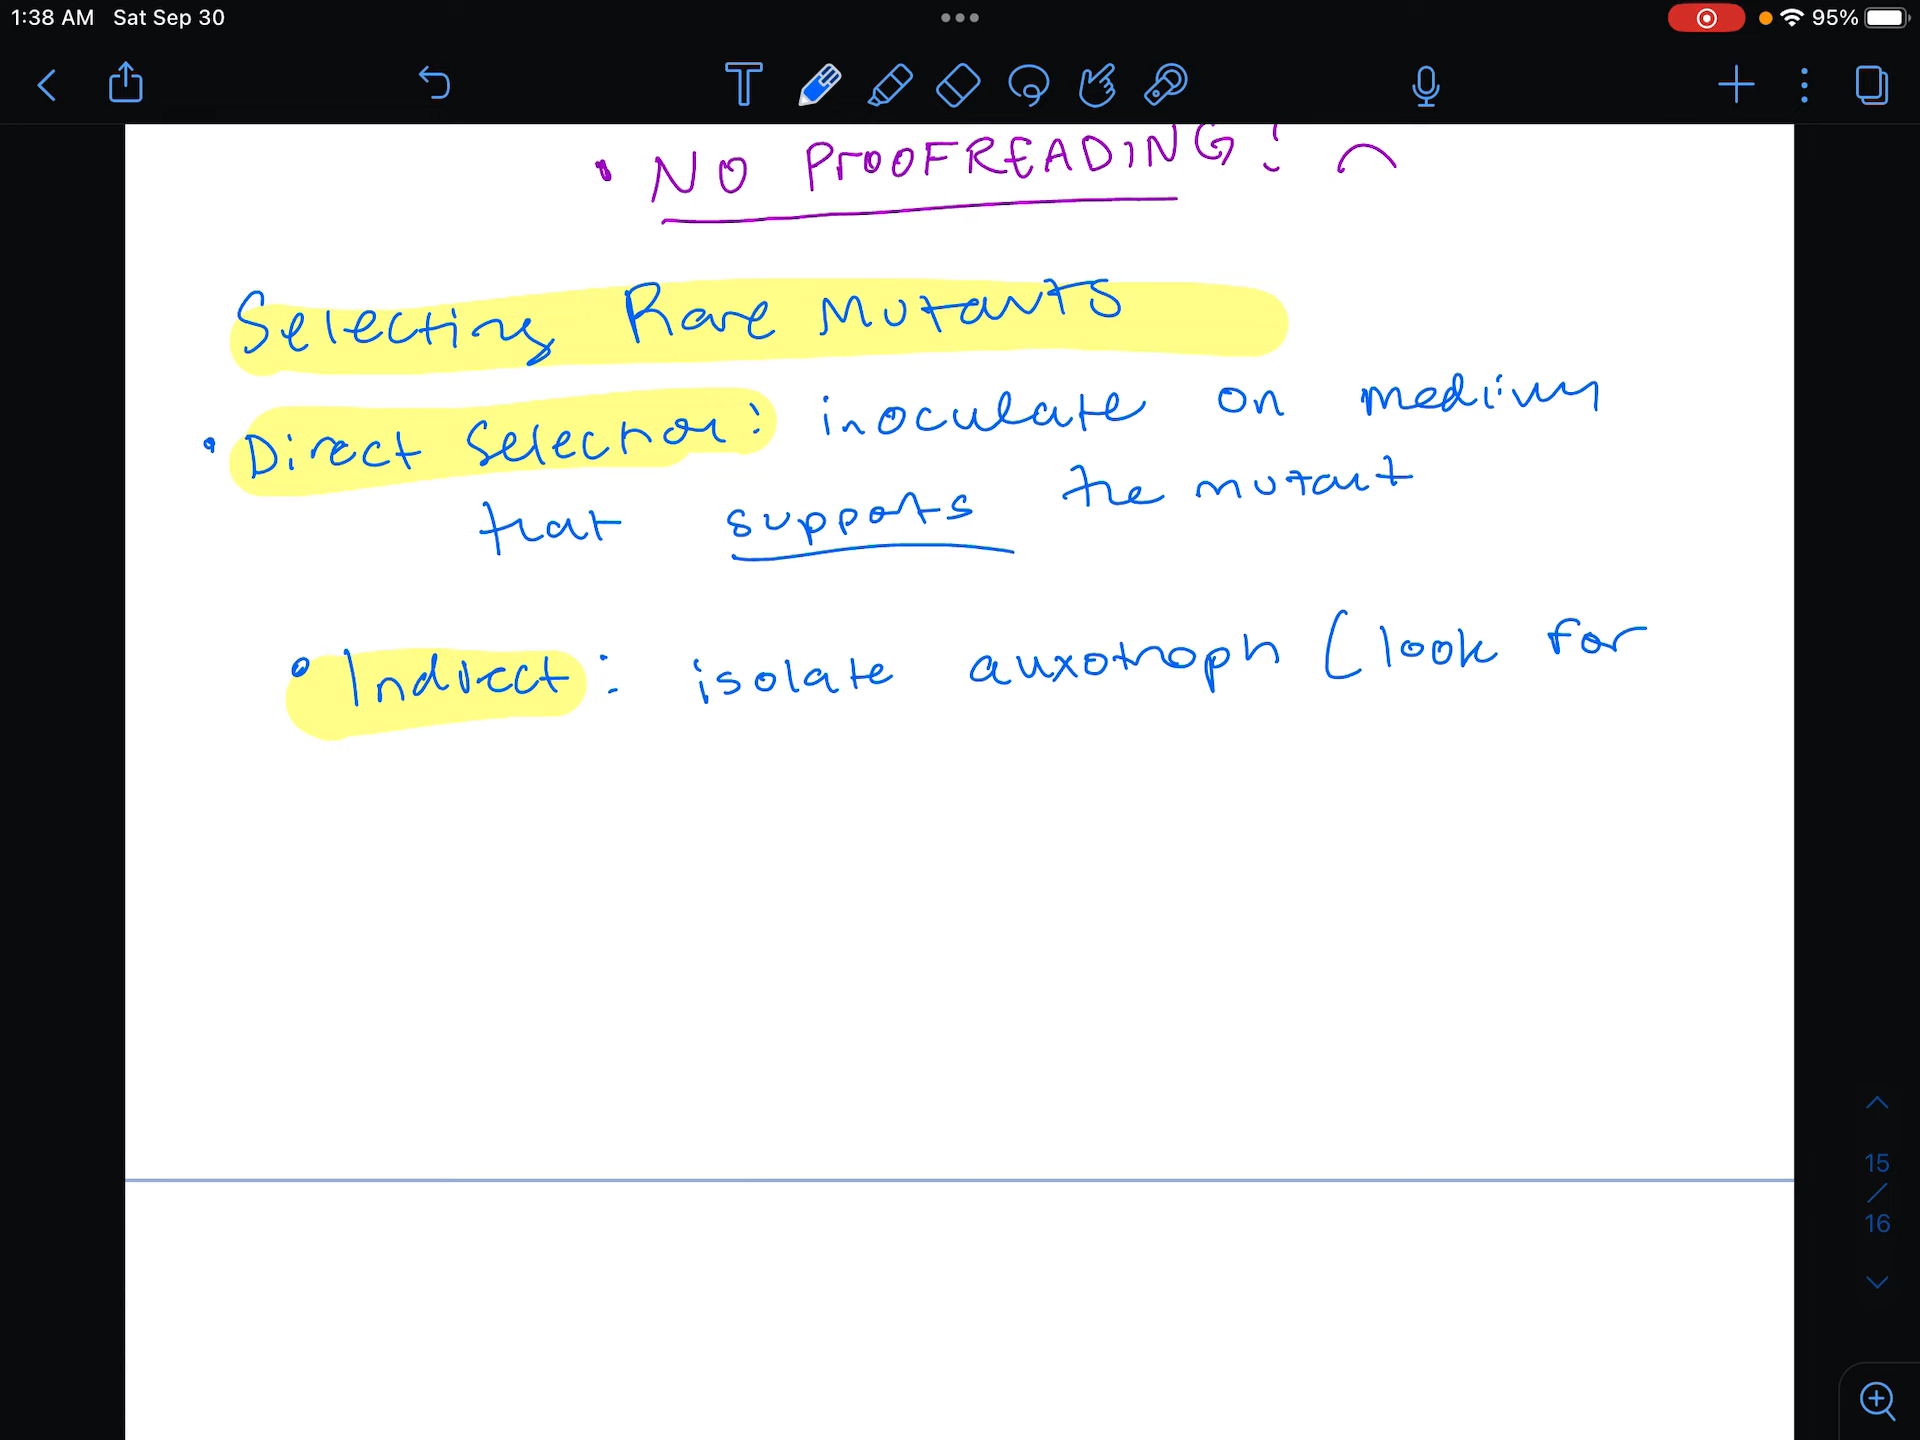 1:38 AM Sat Sep 30
95%
• NO PROOFREADING!
Selecting Rare Mutants
• Direct Selection: inoculate on medium
that supports the mutant
• Indirect: isolate auxotroph (look for
15
/
16